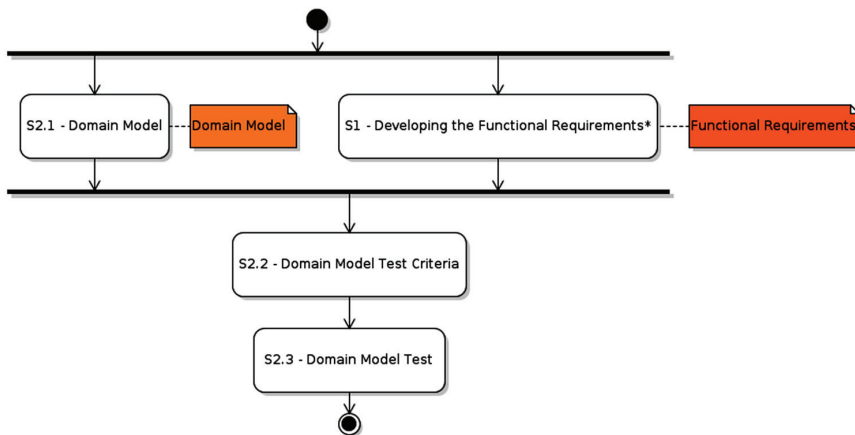 S2.1 - Domain Model
Domain Model
S1 - Developing the Functional Requirements*
Functional Requirements
S2.2 - Domain Model Test Criteria
S2.3 - Domain Model Test